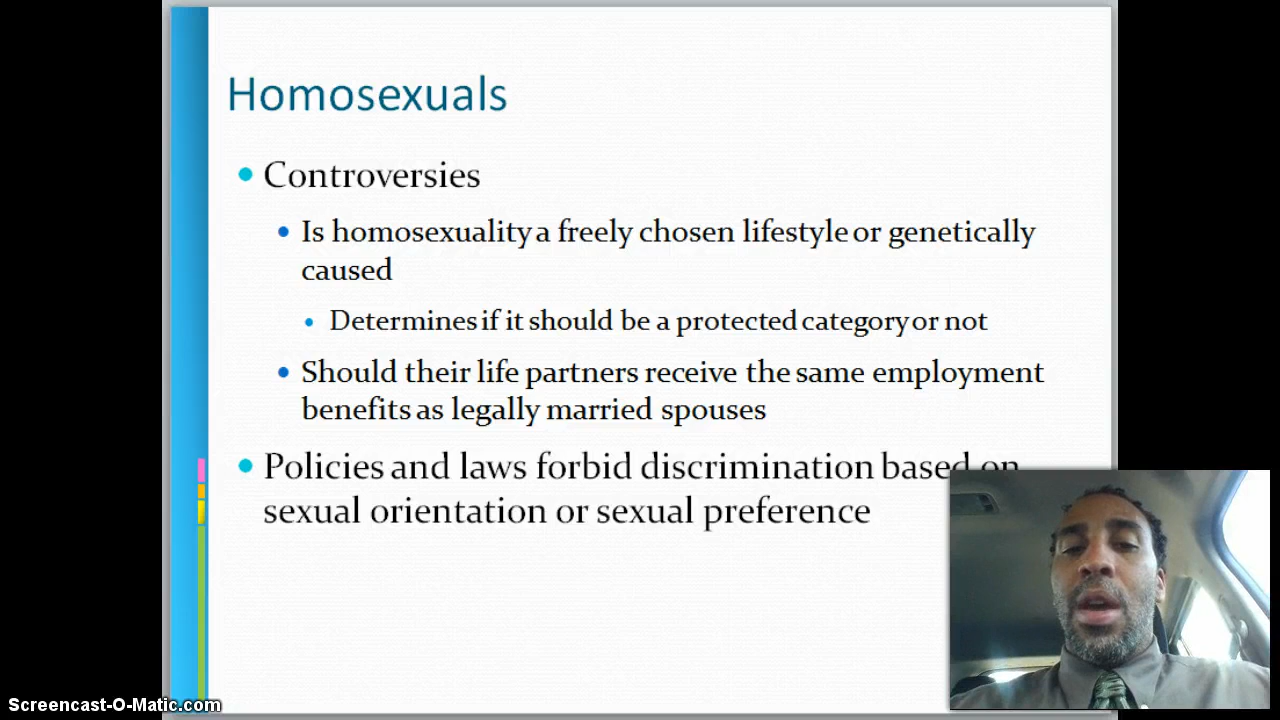 Homosexuals
Controversies
Is homosexuality a freely chosen lifestyle or genetically
caused
Determines if it should be a protected category or not
Should their life partners receive the same employment
benefits as legally married spouses
Policies and laws forbid discrimination based on
sexual orientation or sexual preference
Screencast-O-Matic.com